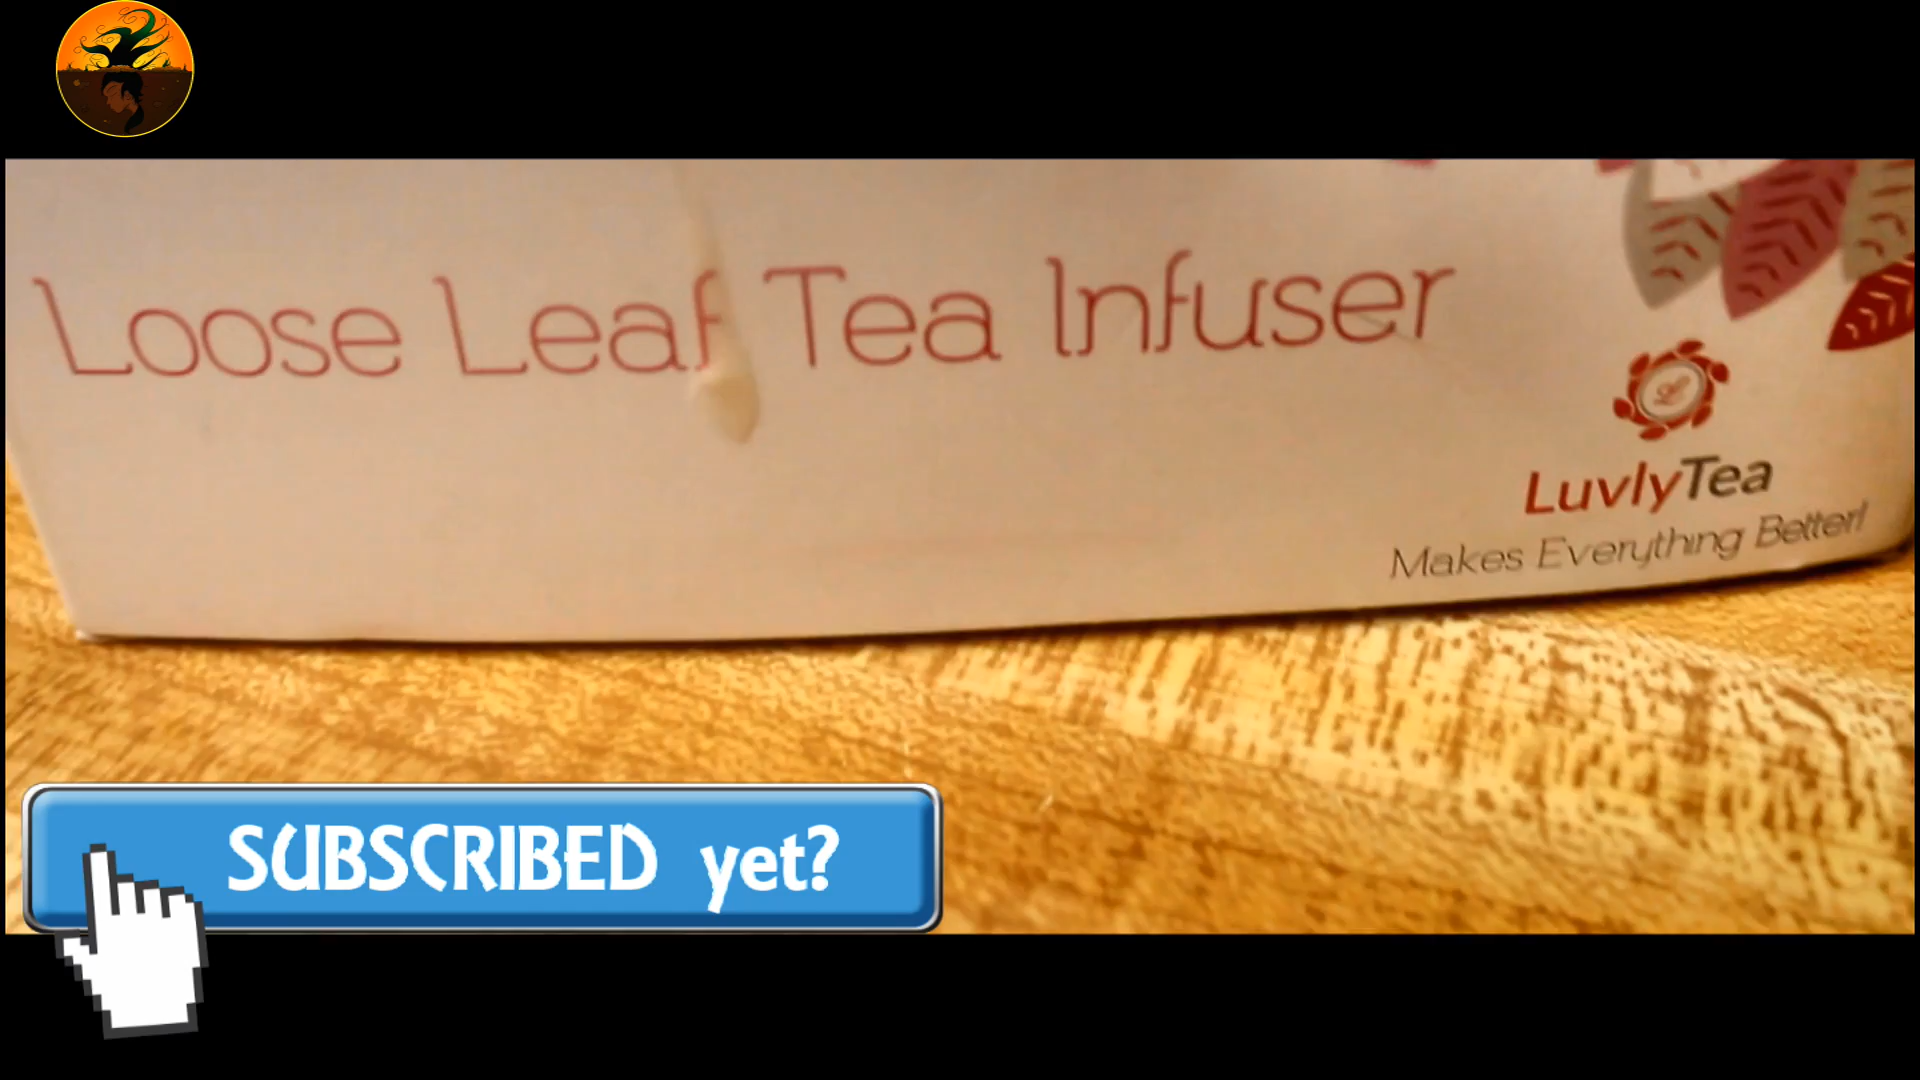 Loose Leaf Tea Infuser
LuvlyTea
Makes Everything Better!
SUBSCRIBED yet?